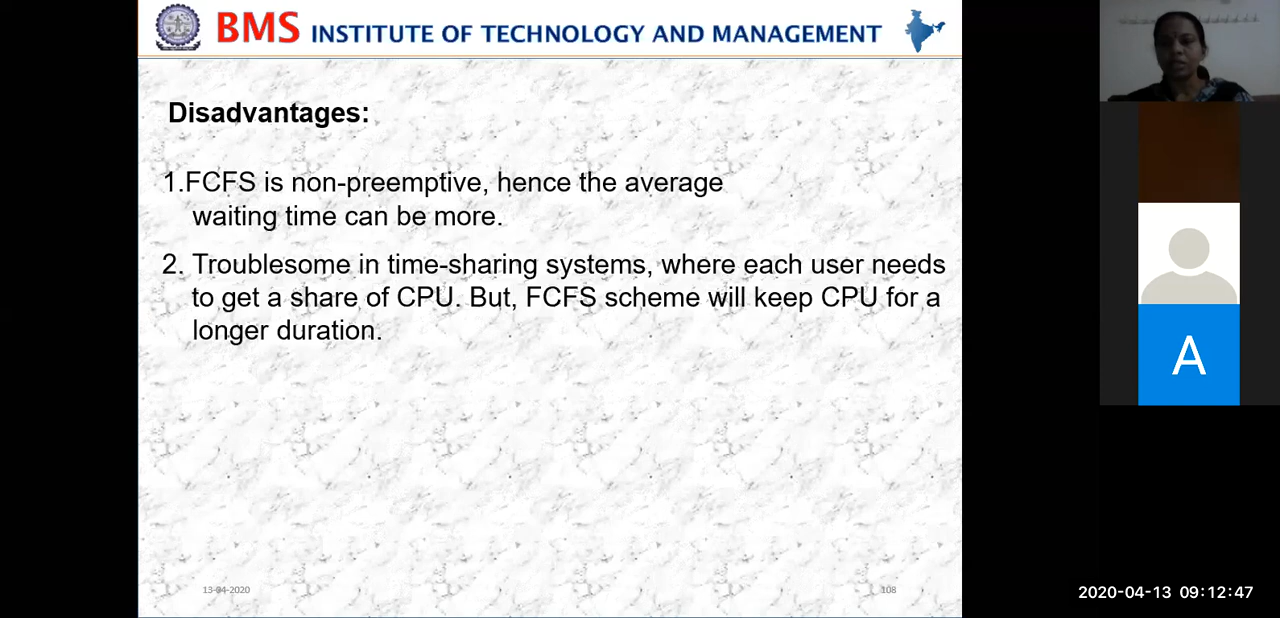 BMS INSTITUTE OF TECHNOLOGY AND MANAGEMENT
Disadvantages:
1.FCFS is non-preemptive, hence the average
waiting time can be more.
2. Troublesome in time-sharing systems, where each user needs
to get a share of CPU. But, FCFS scheme will keep CPU for a
longer duration.
13-04-2020
108
A
2020-04-13 09:12:47